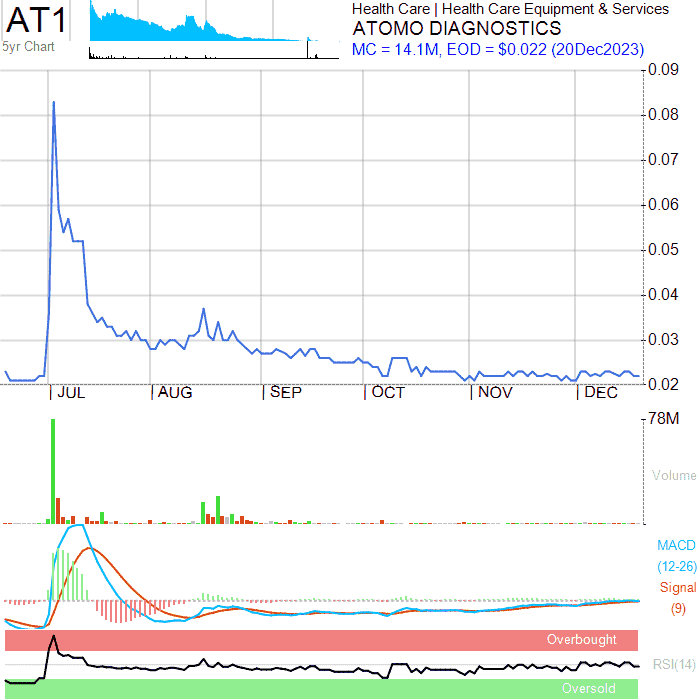 AT1
5yr Chart
Health Care | Health Care Equipment & Services
ATOMO DIAGNOSTICS
MC = 14.1M, EOD = $0.022 (20Dec2023)
0.09
0.08
0.07
0.06
0.05
0.04
0.03
0.02
JUL AUG SEP OCT NOV DEC
78M
Volume
MACD
(12-26)
Signal
(9)
Overbought
RSI(14)
Oversold